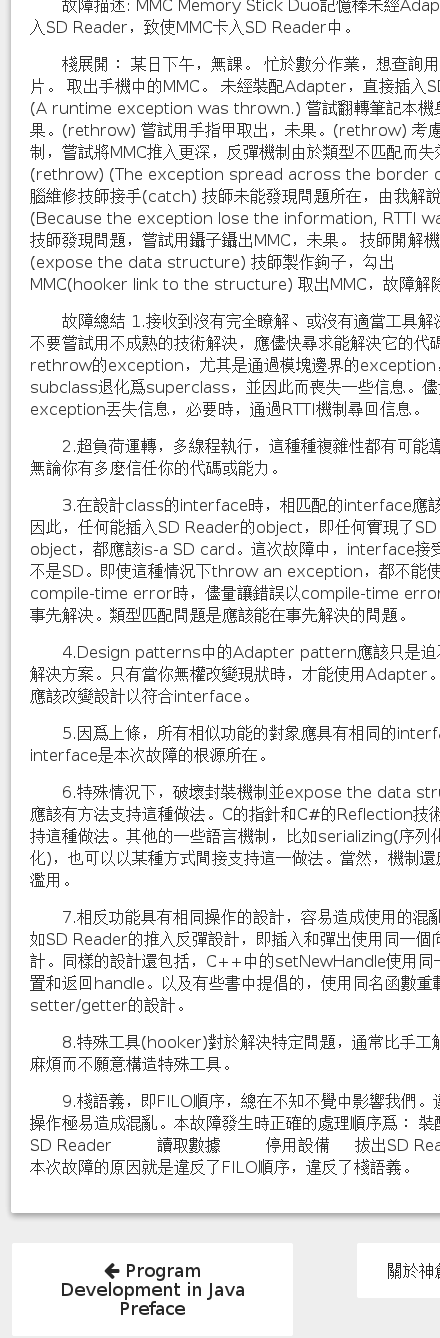 故障描述: MMC Memory Stick Duo記憶棒未經Adap
入SD Reader，致使MMC卡入SD Reader中。
棧展開： 某日下午，無課。 忙於數分作業，想查詢用
片。 取出手機中的MMC。 未經裝配Adapter，直接插入SD
(A runtime exception was thrown.) 嘗試翻轉筆記本機身
果。(rethrow) 嘗試用手指甲取出，未果。(rethrow) 考慮
制，嘗試將MMC推入更深，反彈機制由於類型不匹配而失效
(rethrow) (The exception spread across the border o
腦維修技師接手(catch) 技師未能發現問題所在，由我解說
(Because the exception lose the information, RTTI wa
技師發現問題，嘗試用鑷子鑷出MMC，未果。 技師開解機
(expose the data structure) 技師製作鉤子，勾出
MMC(hooker link to the structure) 取出MMC，故障解除
故障總結 1.接收到沒有完全瞭解、或沒有適當工具解決
不要嘗試用不成熟的技術解決，應儘快尋求能解決它的代碼
rethrow的exception，尤其是通過模塊邊界的exception，
subclass退化爲superclass，並因此而喪失一些信息。儘
exception丟失信息，必要時，通過RTTI機制尋回信息。
2.超負荷運轉，多線程執行，這種種複雜性都有可能導
無論你有多麼信任你的代碼或能力。
3.在設計class的interface時，相匹配的interface應該
因此，任何能插入SD Reader的object，即任何實現了SD
object，都應該is-a SD card。這次故障中，interface接受
不是SD。即使這種情況下throw an exception，都不能使
compile-time error時，儘量讓錯誤以compile-time error
事先解決。類型匹配問題是應該能在事先解決的問題。
4.Design patterns中的Adapter pattern應該只是迫不
解決方案。只有當你無權改變現狀時，才能使用Adapter。
應該改變設計以符合interface。
5.因爲上條，所有相似功能的對象應具有相同的interfa
interface是本次故障的根源所在。
6.特殊情況下，破壞封裝機制並expose the data stru
應該有方法支持這種做法。C的指針和C#的Reflection技術
持這種做法。其他的一些語言機制，比如serializing(序列化
化)，也可以以某種方式間接支持這一做法。當然，機制還應
濫用。
7.相反功能具有相同操作的設計，容易造成使用的混亂
如SD Reader的推入反彈設計，即插入和彈出使用同一個向
計。同樣的設計還包括，C++中的setNewHandle使用同一
置和返回handle。以及有些書中提倡的，使用同名函數重載
setter/getter的設計。
8.特殊工具(hooker)對於解決特定問題，通常比手工解
麻煩而不願意構造特殊工具。
9.棧語義，即FILO順序，總在不知不覺中影響我們。這
操作極易造成混亂。本故障發生時正確的處理順序爲： 裝配
SD Reader 讀取數據 停用設備 拔出SD Rea
本次故障的原因就是違反了FILO順序，違反了棧語義。
← Program
Development in Java
Preface
關於神創